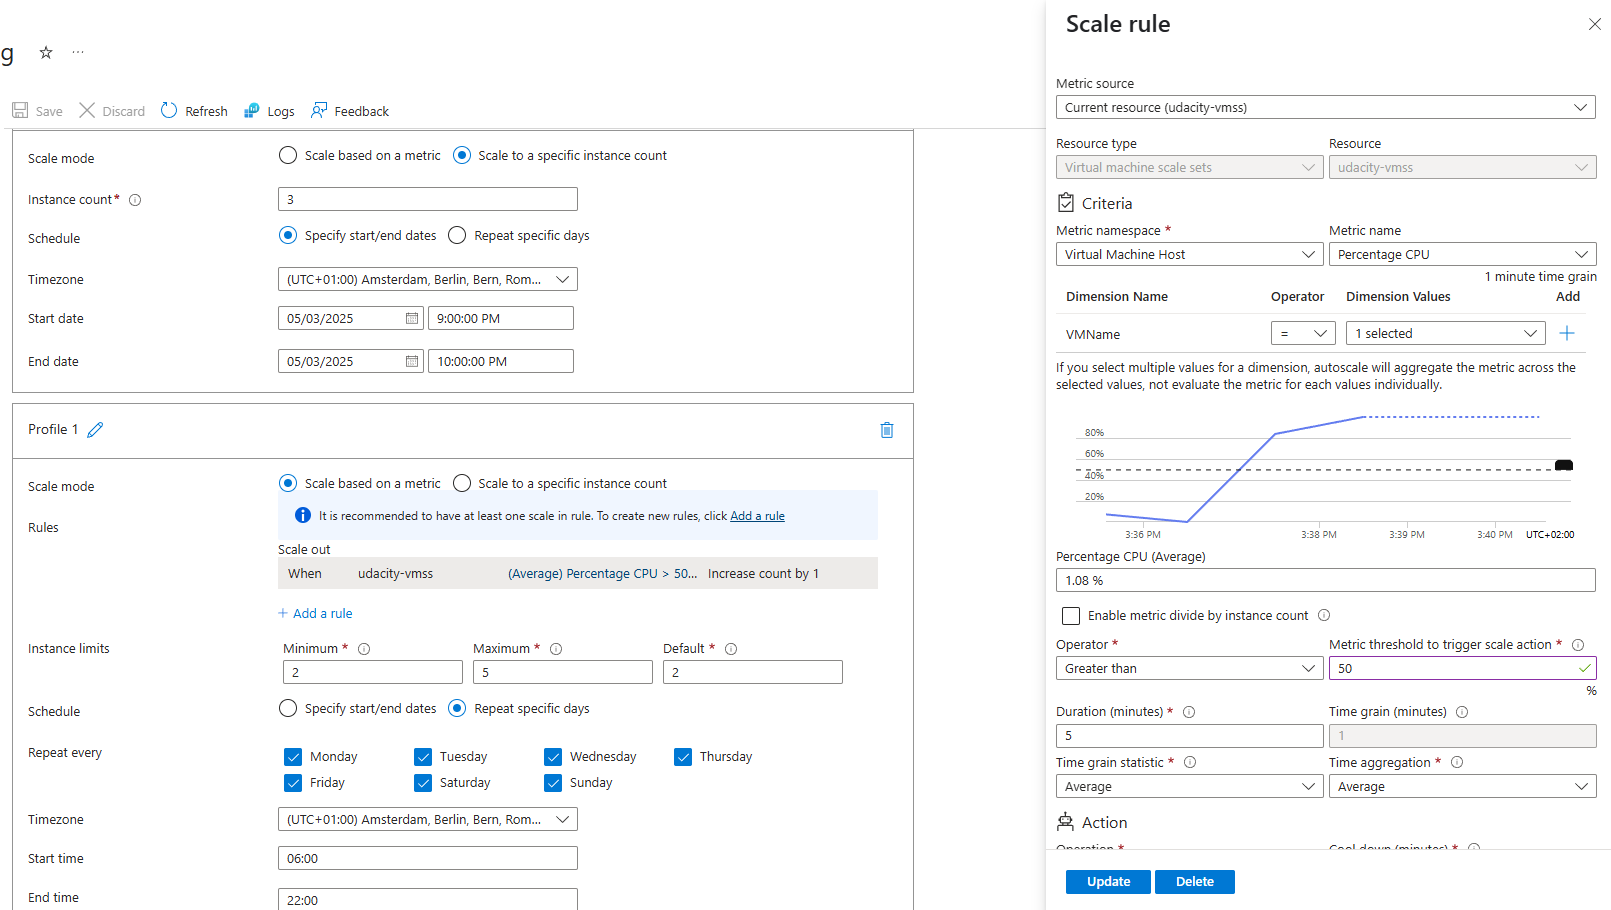 g
Save Discard Refresh Logs Feedback
Scale mode
Scale based on a metric Scale to a specific instance count
Instance count*
3
Schedule
Specify start/end dates Repeat specific days
Timezone
(UTC+01:00) Amsterdam, Berlin, Bern, Rom...
Start date
05/03/2025 9:00:00 PM
End date
05/03/2025 10:00:00 PM
Profile 1
Scale mode
Scale based on a metric Scale to a specific instance count
Rules
It is recommended to have at least one scale in rule. To create new rules, click Add a rule
Scale out
When udacity-vmss (Average) Percentage CPU > 50... Increase count by 1
+ Add a rule
Instance limits
Minimum * Maximum * Default *
2 5 2
Schedule
Specify start/end dates Repeat specific days
Repeat every
Monday Tuesday Wednesday Thursday
Friday Saturday Sunday
Timezone
(UTC+01:00) Amsterdam, Berlin, Bern, Rom...
Start time
06:00
End time
22:00
Scale rule
Metric source
Current resource (udacity-vmss)
Resource type Resource
Virtual machine scale sets udacity-vmss
Criteria
Metric namespace * Metric name
Virtual Machine Host Percentage CPU
1 minute time grain
Dimension Name Operator Dimension Values Add
VMName = 1 selected
If you select multiple values for a dimension, autoscale will aggregate the metric across the
selected values, not evaluate the metric for each values individually.
80%
60%
40%
20%
3:36 PM 3:38 PM 3:39 PM 3:40 PM UTC+02:00
Percentage CPU (Average)
1.08 %
Enable metric divide by instance count
Operator * Metric threshold to trigger scale action *
Greater than 50
%
Duration (minutes) * Time grain (minutes)
5 1
Time grain statistic * Time aggregation *
Average Average
Action
Operation * Cool down (minutes) *
Update Delete